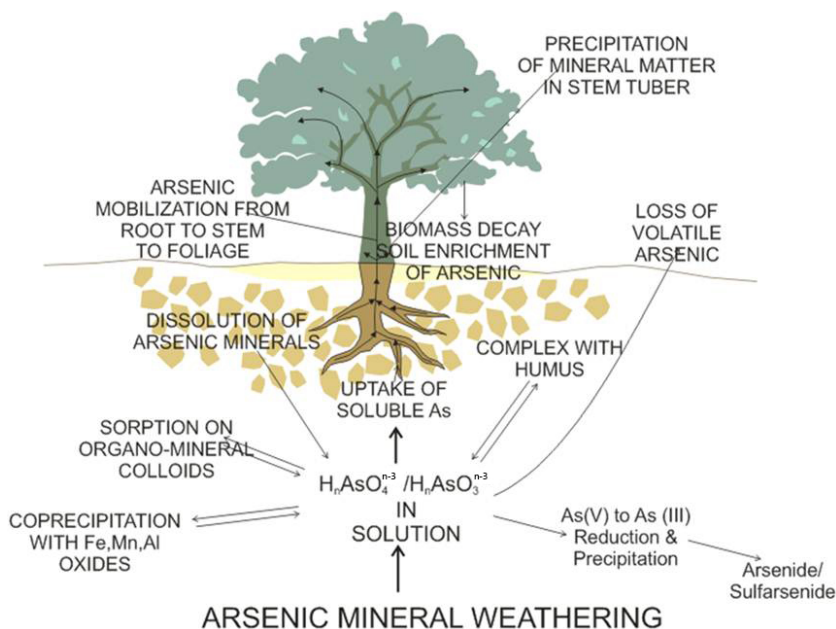 PRECIPITATION
OF MINERAL MATTER
IN STEM TUBER
ARSENIC
MOBILIZATION FROM
ROOT TO STEM
TO FOLIAGE
BIOMASS DECAY
SOIL ENRICHMENT
OF ARSENIC
LOSS OF
VOLATILE
ARSENIC
DISSOLUTION OF
ARSENIC MINERALS
COMPLEX WITH
HUMUS
UPTAKE OF
SOLUBLE As
SORPTION ON
ORGANO-MINERAL
COLLOIDS
HₙAsO₄ⁿ⁻³ /HₙAsO₃ⁿ⁻³
IN
SOLUTION
COPRECIPITATION
WITH Fe,Mn,Al
OXIDES
As(V) to As (III)
Reduction &
Precipitation
Arsenide/
Sulfarsenide
ARSENIC MINERAL WEATHERING